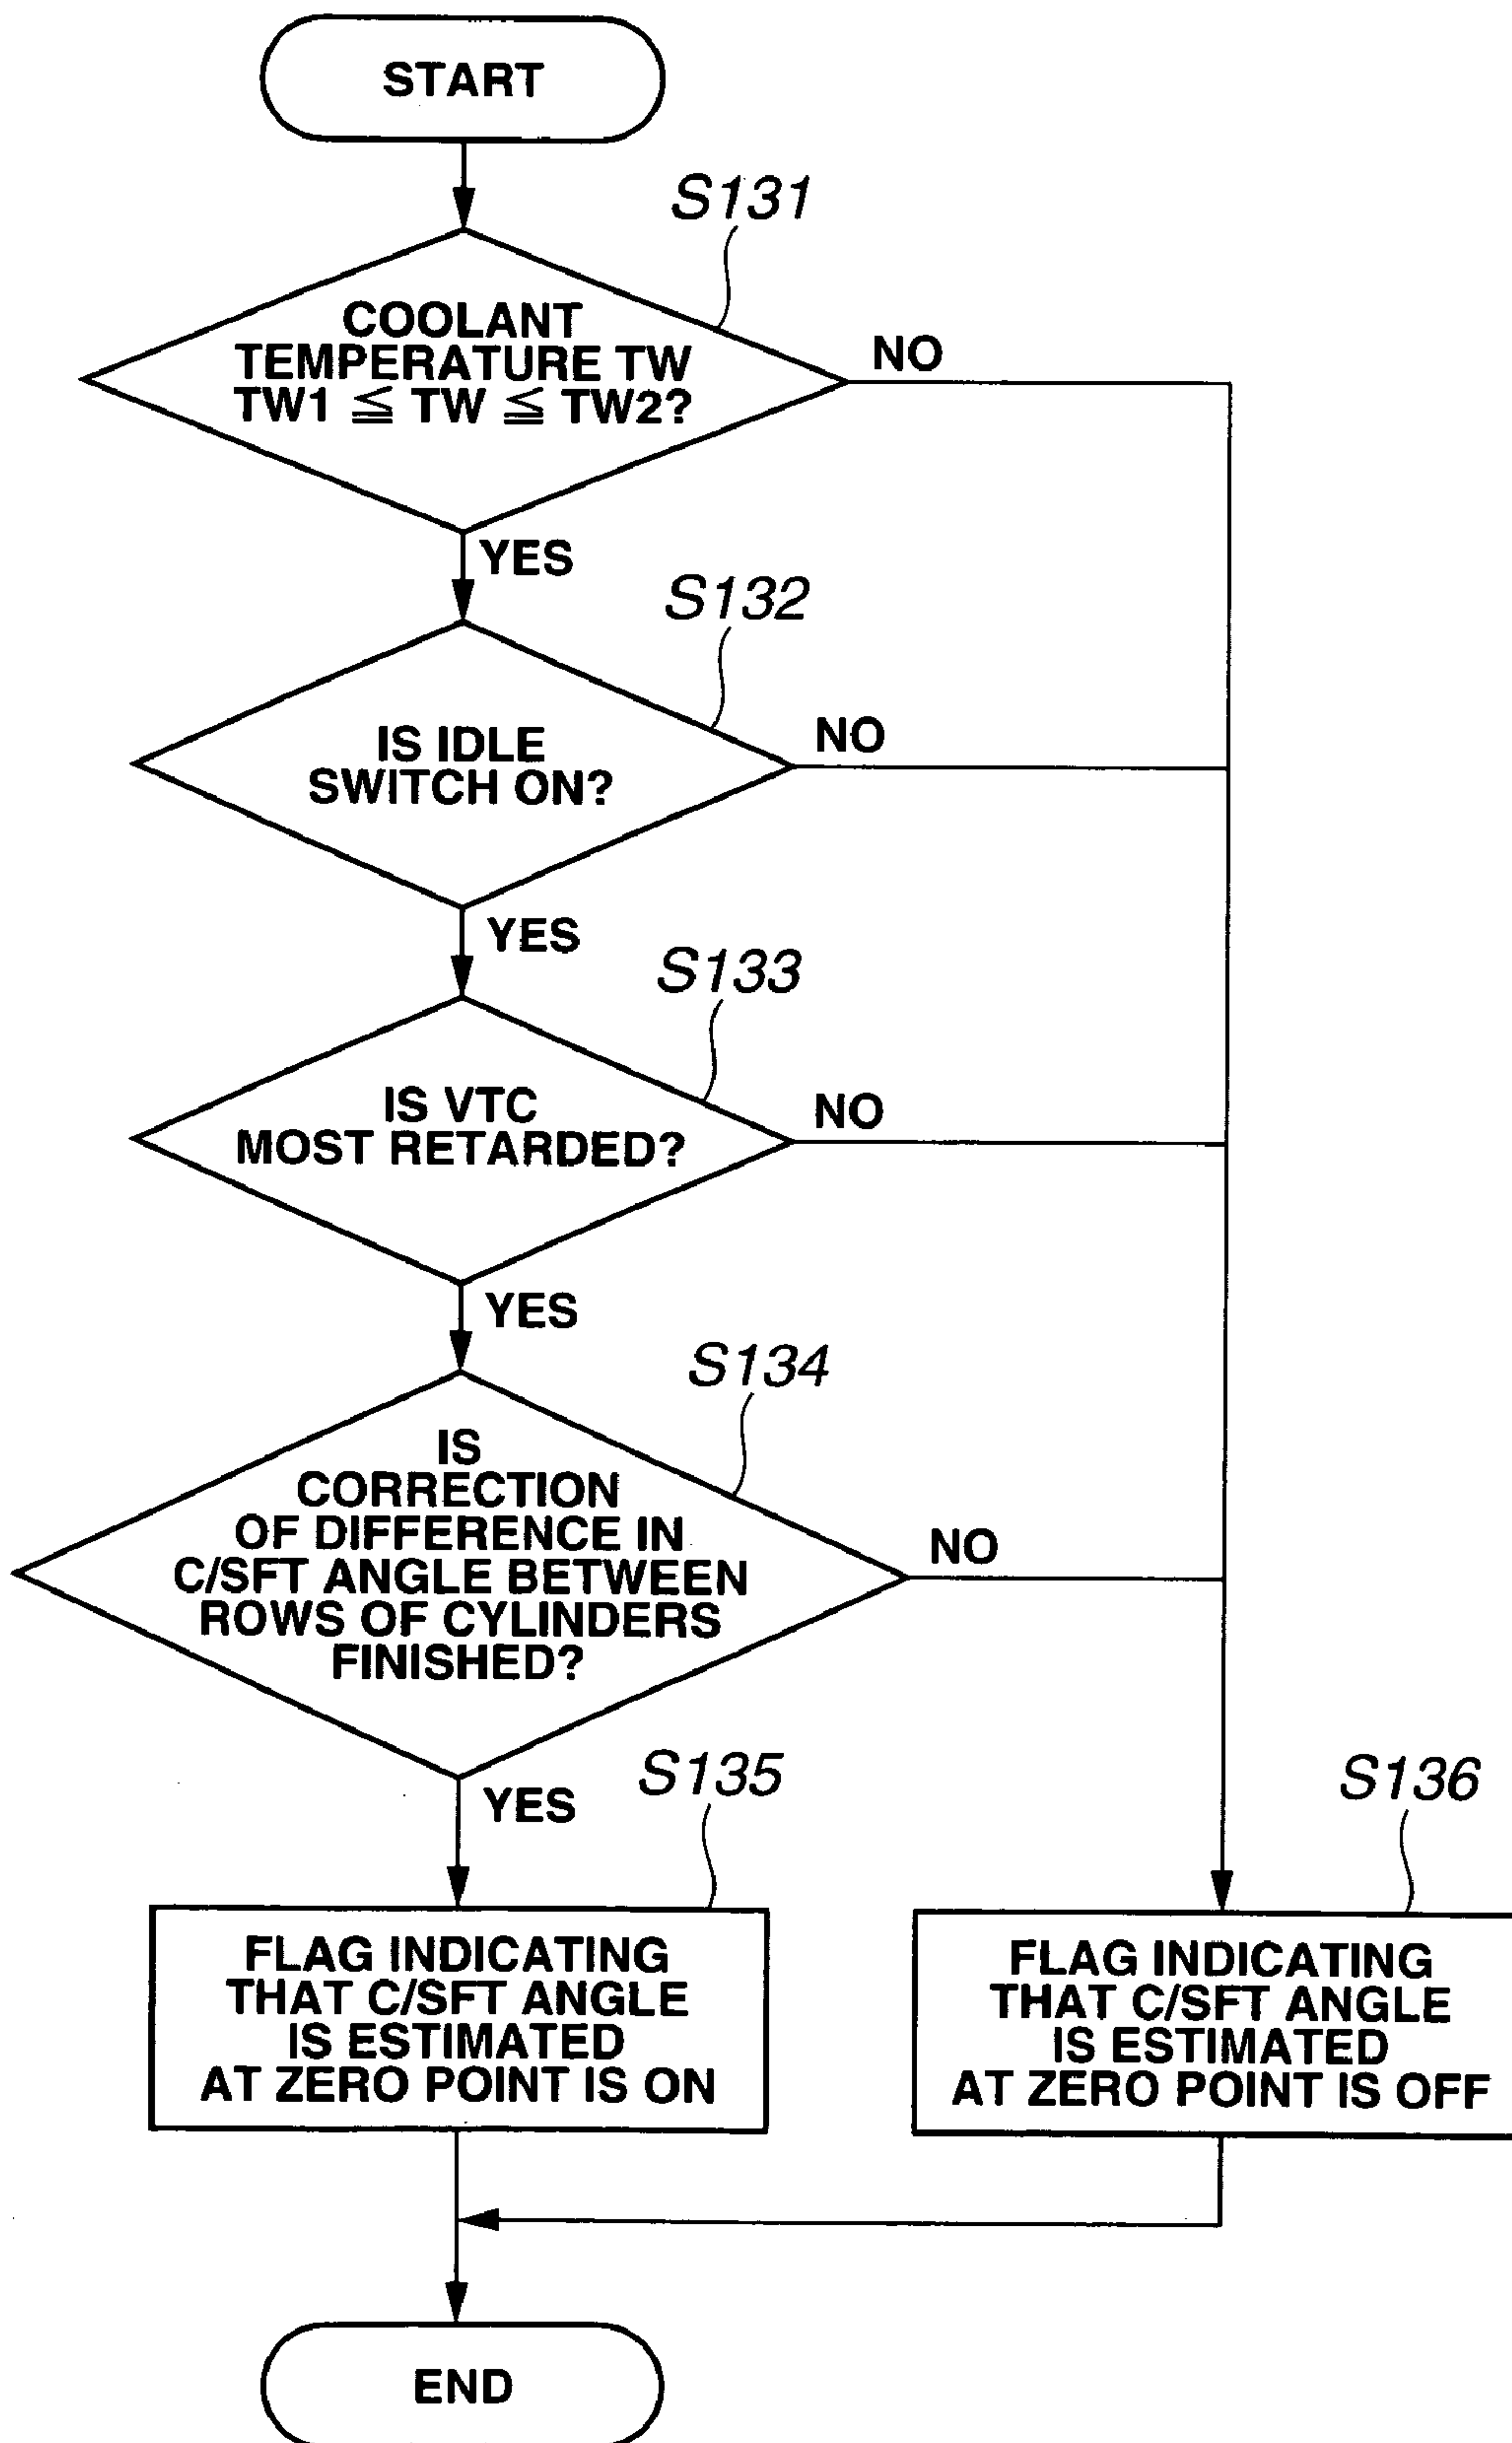 START
S131
COOLANT
TEMPERATURE TW
TW1 ≦ TW ≦ TW2?
NO
YES
S132
IS IDLE
SWITCH ON?
NO
YES
S133
IS VTC
MOST RETARDED?
NO
YES
S134
IS
CORRECTION
OF DIFFERENCE IN
C/SFT ANGLE BETWEEN
ROWS OF CYLINDERS
FINISHED?
NO
YES
S135
FLAG INDICATING
THAT C/SFT ANGLE
IS ESTIMATED
AT ZERO POINT IS ON
S136
FLAG INDICATING
THAT C/SFT ANGLE
IS ESTIMATED
AT ZERO POINT IS OFF
END